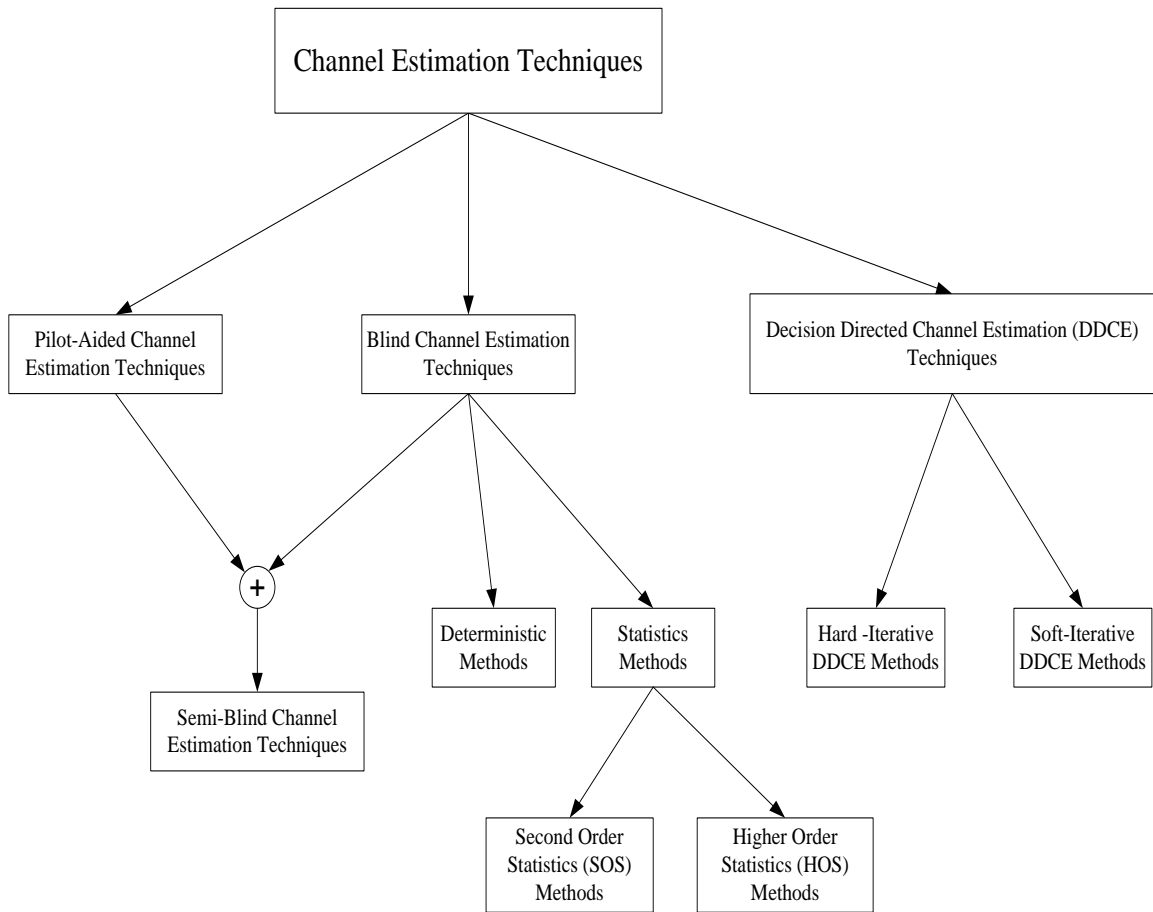 Channel Estimation Techniques
Pilot-Aided Channel
Estimation Techniques
Blind Channel Estimation
Techniques
Decision Directed Channel Estimation (DDCE)
Techniques
+
Deterministic
Methods
Statistics
Methods
Hard -Iterative
DDCE Methods
Soft-Iterative
DDCE Methods
Semi-Blind Channel
Estimation Techniques
Second Order
Statistics (SOS)
Methods
Higher Order
Statistics (HOS)
Methods